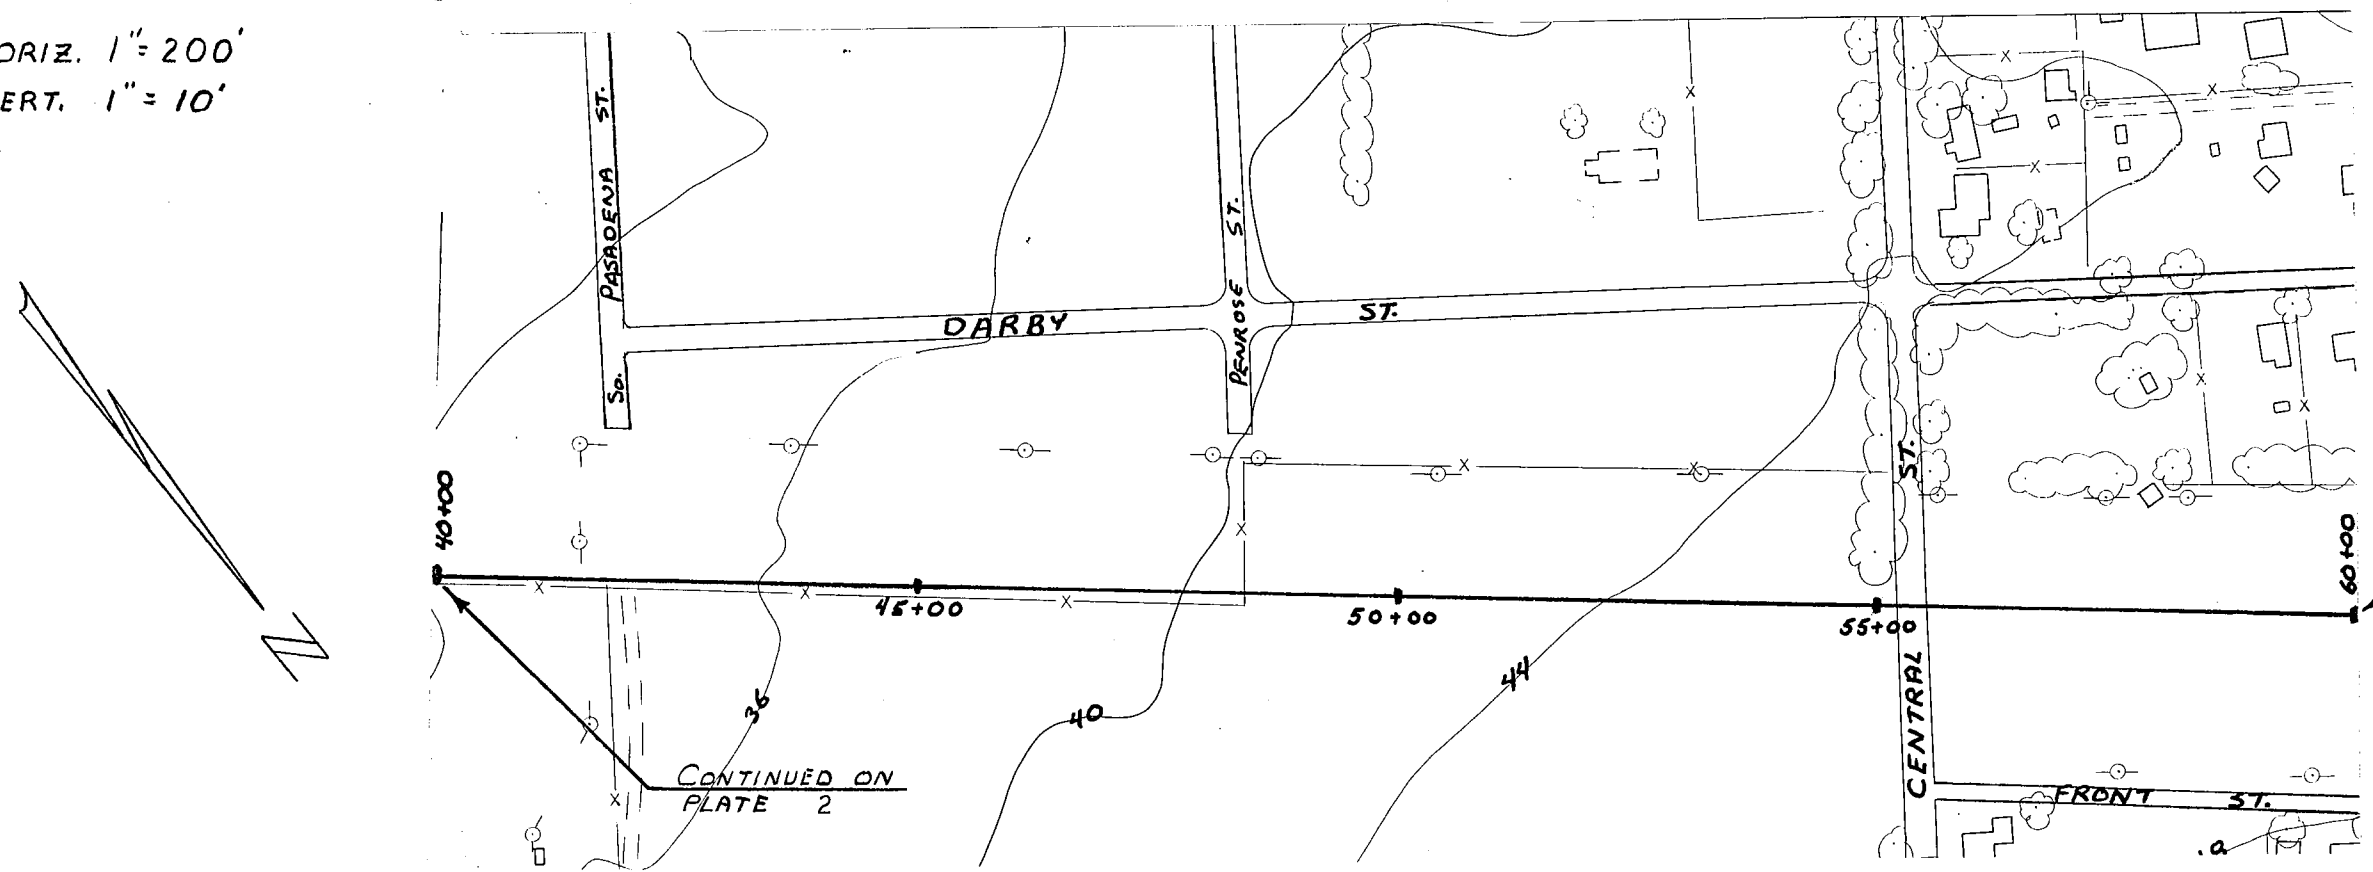 ORIZ. 1"=200'
ERT. 1"=10'
So. PASADENA ST.
PENROSE ST.
DARBY ST.
CENTRAL ST.
FRONT ST.
40+00
45+00
50+00
55+00
60+00
36
40
44
CONTINUED ON
PLATE 2
N